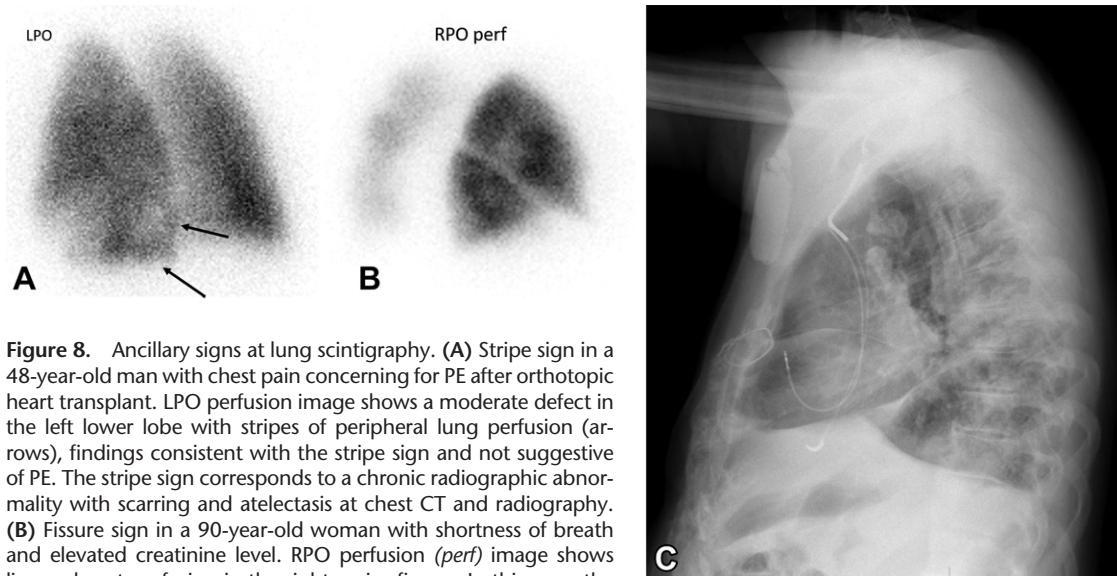 LPO
RPO perf
A
B
C
Figure 8. Ancillary signs at lung scintigraphy. (A) Stripe sign in a
48-year-old man with chest pain concerning for PE after orthotopic
heart transplant. LPO perfusion image shows a moderate defect in
the left lower lobe with stripes of peripheral lung perfusion (ar-
rows), findings consistent with the stripe sign and not suggestive
of PE. The stripe sign corresponds to a chronic radiographic abnor-
mality with scarring and atelectasis at chest CT and radiography.
(B) Fissure sign in a 90-year-old woman with shortness of breath
and elevated creatinine level. RPO perfusion (perf) image shows